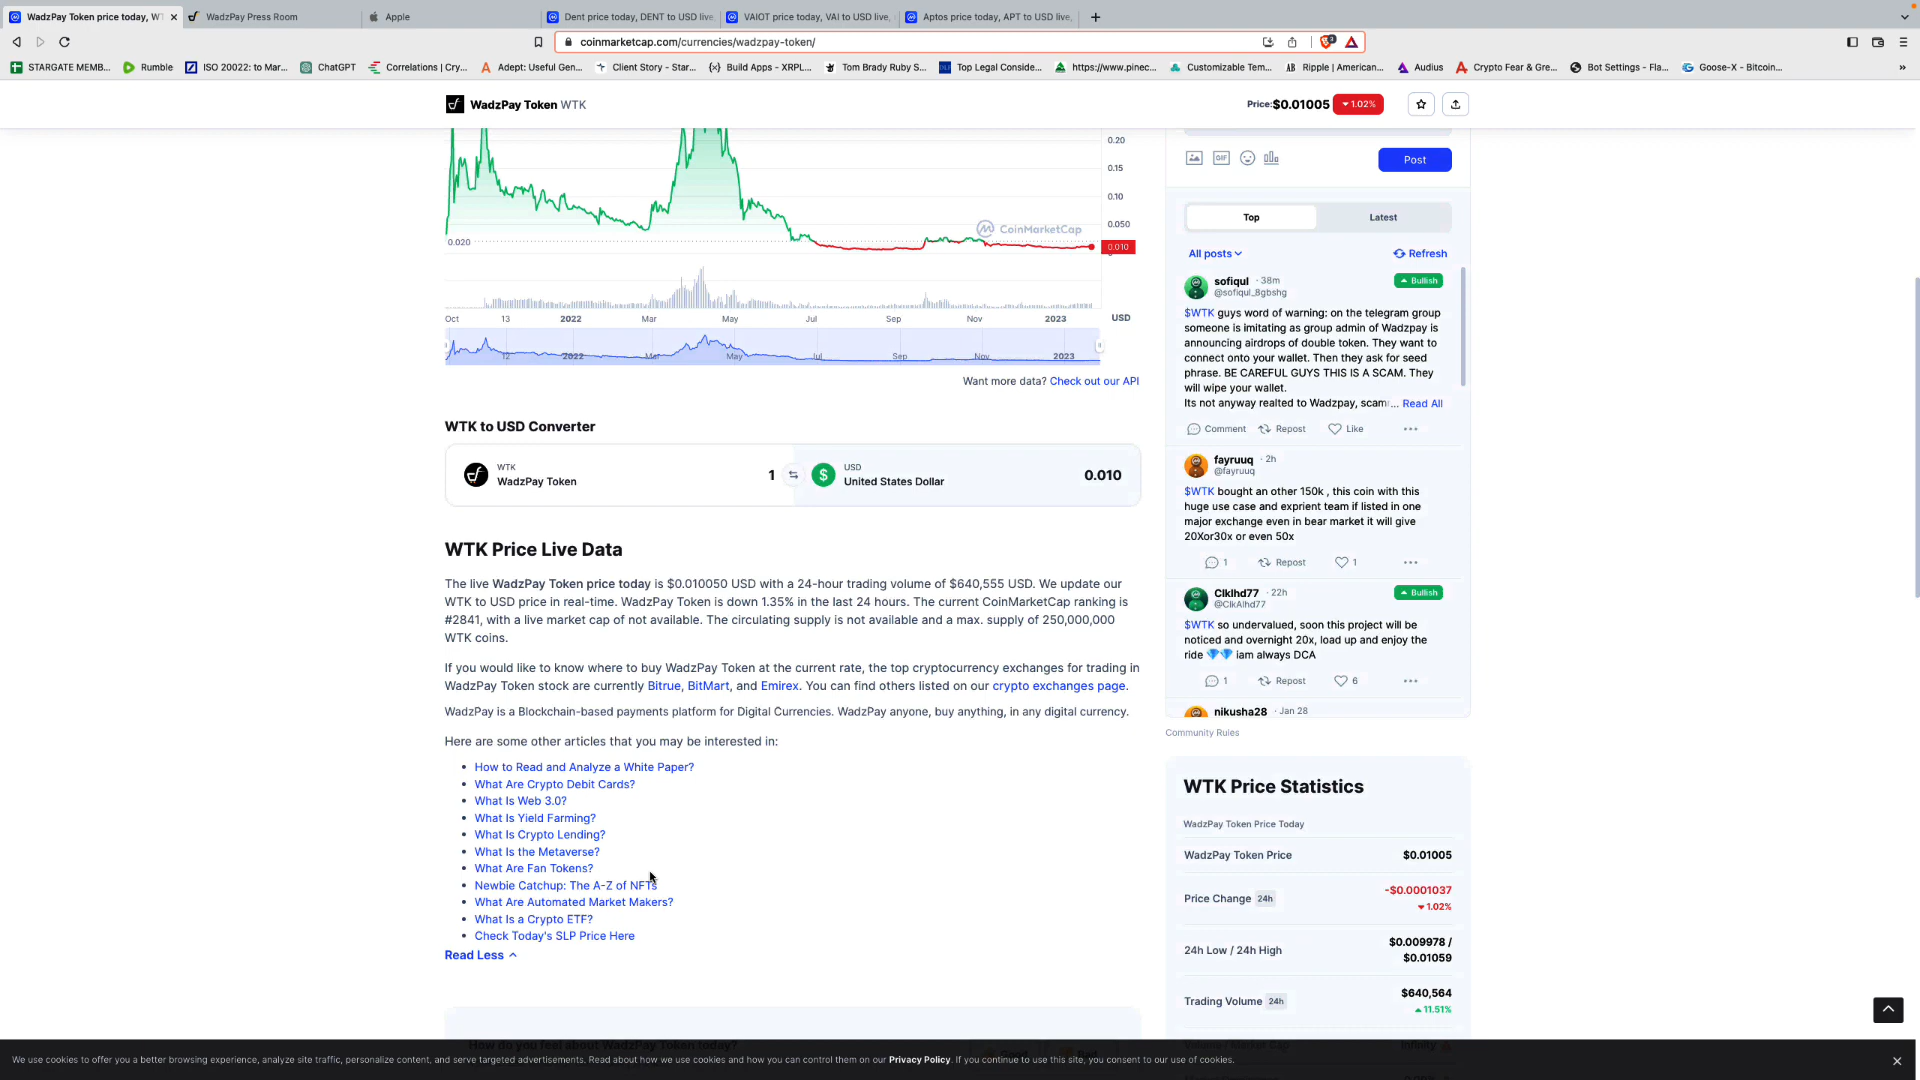 WadzPay Token price today, WT
WadzPay Press Room
Apple
Dent price today, DENT to USD live,
VAIOT price today, VAI to USD live,
Aptos price today, APT to USD live,
coinmarketcap.com/currencies/wadzpay-token/
3
STARGATE MEMB...
Rumble
ISO 20022: to Mar...
ChatGPT
Correlations | Cry...
Adept: Useful Gen...
Client Story - Star...
Build Apps - XRPL...
Tom Brady Ruby S...
Top Legal Conside...
https://www.pinec...
Customizable Tem...
Ripple | American...
Audius
Crypto Fear & Gre...
Bot Settings - Fla...
Goose-X - Bitcoin...
WadzPay Token WTK
Price:$0.01005
1.02%
0.20
0.15
0.10
0.050
0.010
0.020
CoinMarketCap
Oct 13 2022 Mar May Jul Sep Nov 2023 USD
12 2022 Mar May Jul Sep Nov 2023
Want more data? Check out our API
WTK to USD Converter
WTK
WadzPay Token
1
USD
United States Dollar
0.010
WTK Price Live Data
The live WadzPay Token price today is $0.010050 USD with a 24-hour trading volume of $640,555 USD. We update our
WTK to USD price in real-time. WadzPay Token is down 1.35% in the last 24 hours. The current CoinMarketCap ranking is
#2841, with a live market cap of not available. The circulating supply is not available and a max. supply of 250,000,000
WTK coins.
If you would like to know where to buy WadzPay Token at the current rate, the top cryptocurrency exchanges for trading in
WadzPay Token stock are currently Bitrue, BitMart, and Emirex. You can find others listed on our crypto exchanges page.
WadzPay is a Blockchain-based payments platform for Digital Currencies. WadzPay anyone, buy anything, in any digital currency.
Here are some other articles that you may be interested in:
How to Read and Analyze a White Paper?
What Are Crypto Debit Cards?
What Is Web 3.0?
What Is Yield Farming?
What Is Crypto Lending?
What Is the Metaverse?
What Are Fan Tokens?
Newbie Catchup: The A-Z of NFTs
What Are Automated Market Makers?
What Is a Crypto ETF?
Check Today's SLP Price Here
Read Less
How do you feel about WadzPay Token today?
GIF
Post
Top
Latest
All posts
Refresh
sofiqul · 38m
@sofiqul_8gbshg
Bullish
$WTK guys word of warning: on the telegram group
someone is imitating as group admin of Wadzpay is
announcing airdrops of double token. They want to
connect onto your wallet. Then they ask for seed
phrase. BE CAREFUL GUYS THIS IS A SCAM. They
will wipe your wallet.
Its not anyway realted to Wadzpay, scam... Read All
Comment Repost Like
fayruuq · 2h
@fayruuq
$WTK bought an other 150k , this coin with this
huge use case and exprient team if listed in one
major exchange even in bear market it will give
20Xor30x or even 50x
1 Repost 1
Clklhd77 · 22h
@ClkAlhd77
Bullish
$WTK so undervalued, soon this project will be
noticed and overnight 20x, load up and enjoy the
ride 💎💎 iam always DCA
1 Repost 6
nikusha28 · Jan 28
Community Rules
WTK Price Statistics
WadzPay Token Price Today
WadzPay Token Price
$0.01005
Price Change 24h
-$0.0001037
1.02%
24h Low / 24h High
$0.009978 /
$0.01059
Trading Volume 24h
$640,564
11.51%
We use cookies to offer you a better browsing experience, analyze site traffic, personalize content, and serve targeted advertisements. Read about how we use cookies and how you can control them on our Privacy Policy. If you continue to use this site, you consent to our use of cookies.